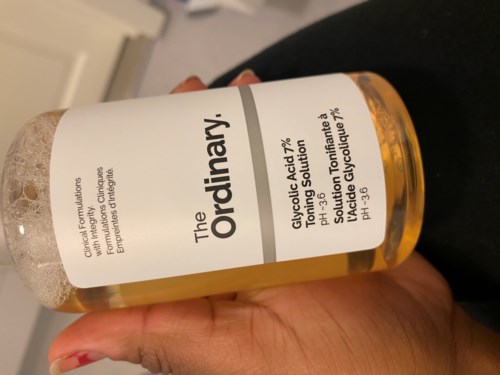 Clinical Formulations
with Integrity.
Formulations Cliniques
Empreintes d'Intégrité.
The
Ordinary.
Glycolic Acid 7%
Toning Solution
pH ~3.6
Solution Tonifiante à
l'Acide Glycolique 7%
pH ~3.6